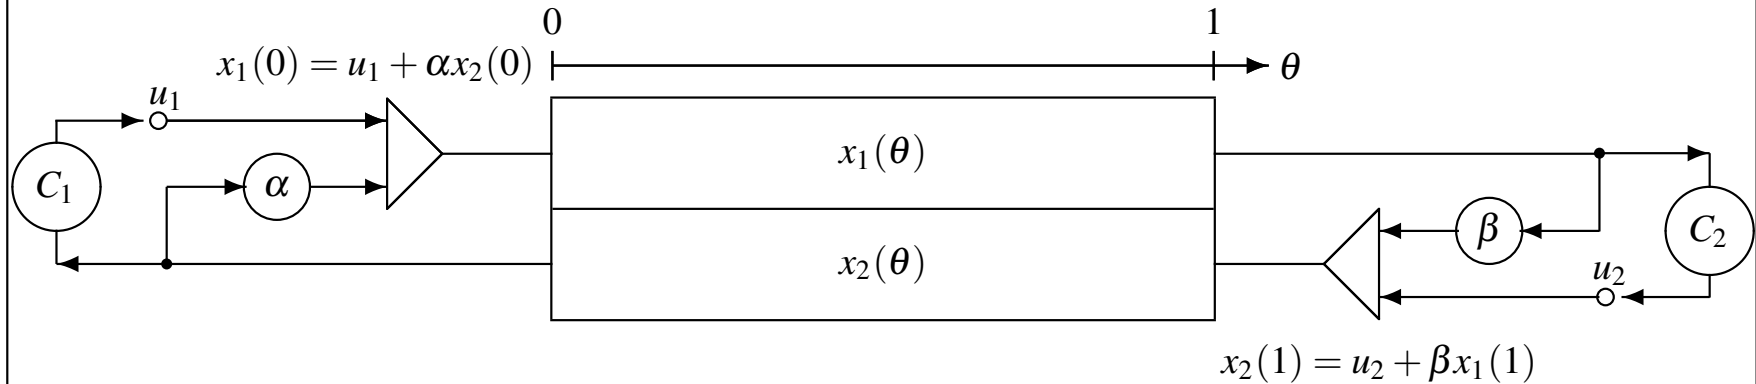 0 1
x₁(0) = u₁ + αx₂(0)
θ
u₁
C₁
α
x₁(θ)
x₂(θ)
β
C₂
u₂
x₂(1) = u₂ + βx₁(1)